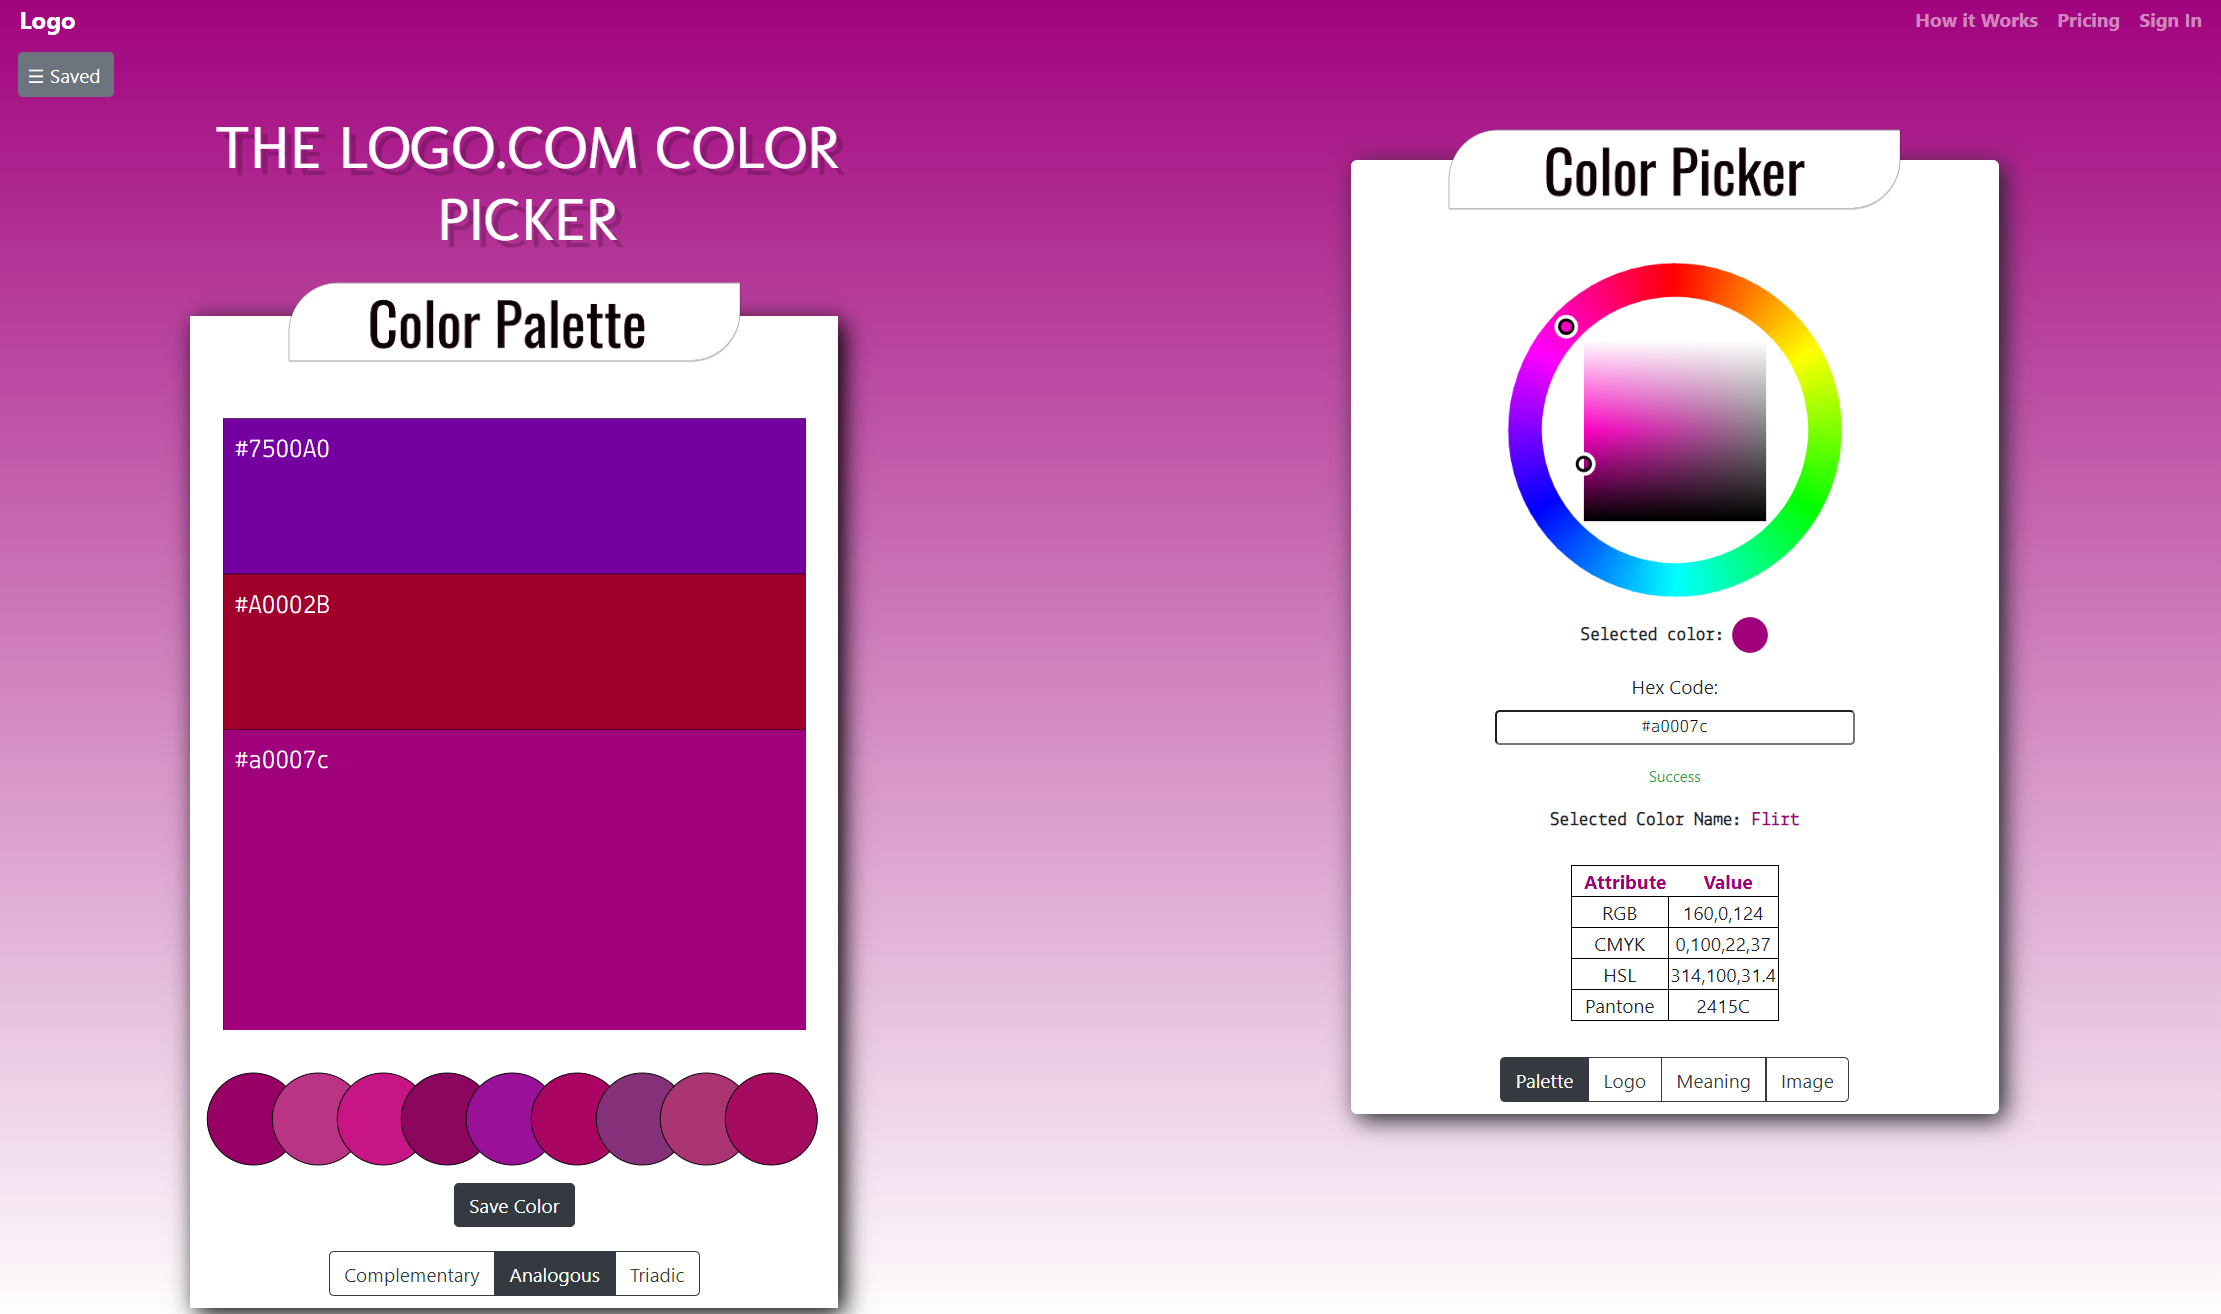 Logo
How it Works Pricing Sign In
☰ Saved
THE LOGO.COM COLOR
PICKER
Color Palette
#7500A0
#A0002B
#a0007c
Save Color
Complementary Analogous Triadic
Color Picker
Selected color:
Hex Code:
#a0007c
Success
Selected Color Name: Flirt
Attribute Value
RGB 160,0,124
CMYK 0,100,22,37
HSL 314,100,31.4
Pantone 2415C
Palette Logo Meaning Image